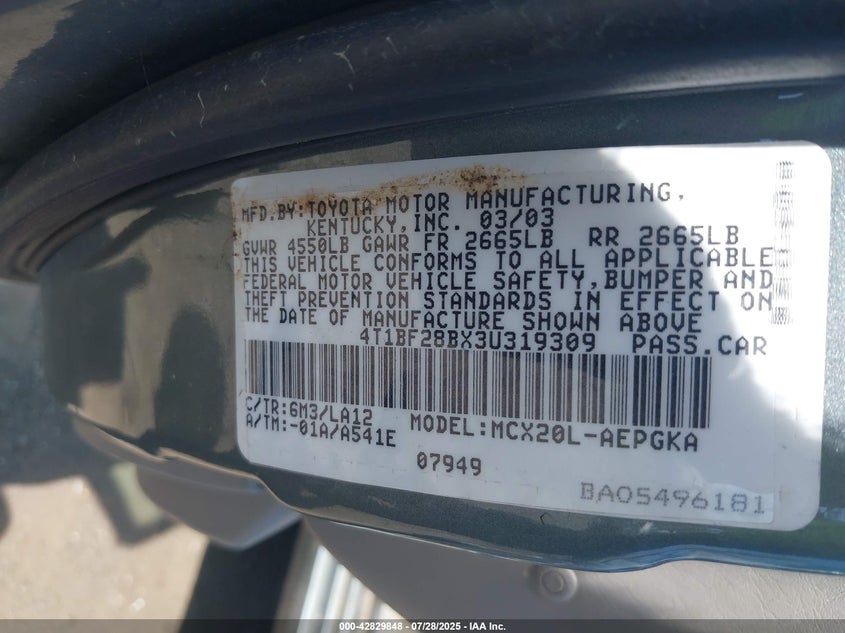 MFD.BY:TOYOTA MOTOR MANUFACTURING,
KENTUCKY,INC. 03/03
GVWR 4550LB GAWR FR 2665LB RR 2665LB
THIS VEHICLE CONFORMS TO ALL APPLICABLE
FEDERAL MOTOR VEHICLE SAFETY,BUMPER AND
THEFT PREVENTION STANDARDS IN EFFECT ON
THE DATE OF MANUFACTURE SHOWN ABOVE
4T1BF28BX3U319309 PASS.CAR
C/TR:6M3/LA12
A/TM:-01A/A541E
MODEL:MCX20L-AEPGKA
07949
BA05496181
000-42829848 | 07/28/2025 | IAA Inc.